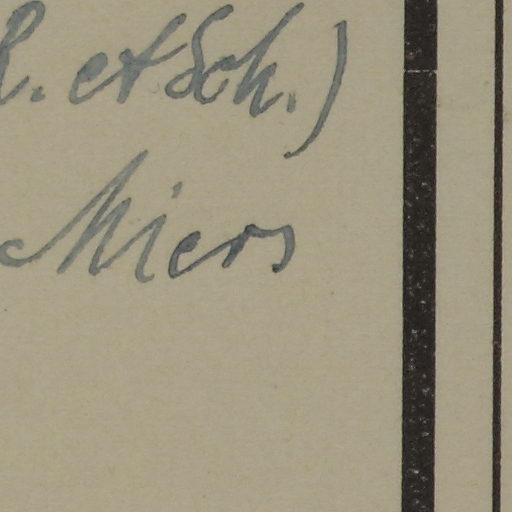 R. et Sch.)
Miers